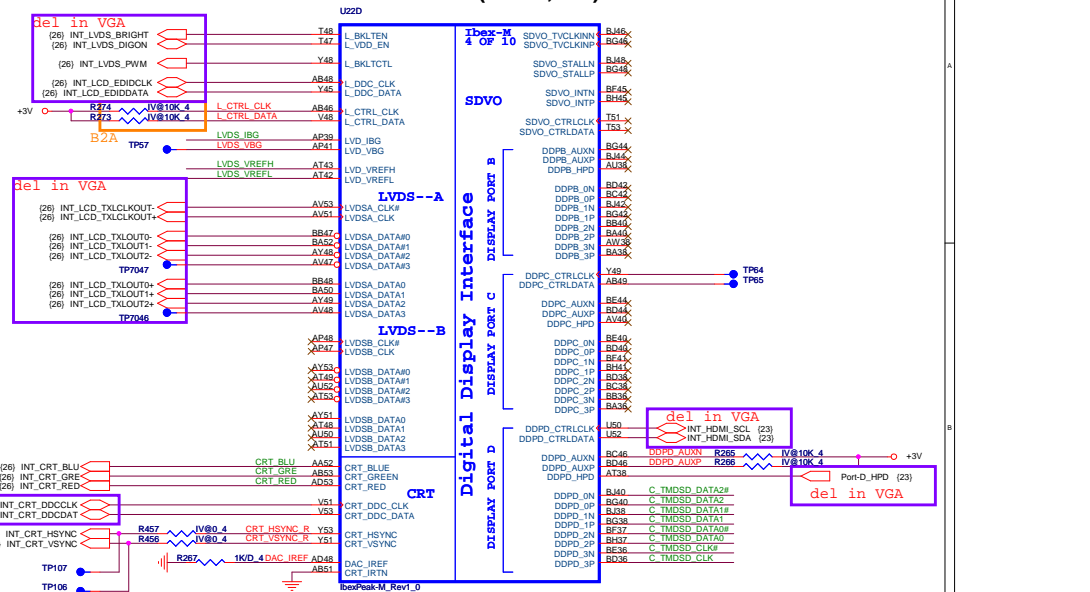 U22D
del in VGA
{26} INT_LVDS_BRIGHT
{26} INT_LVDS_DIGON
{26} INT_LVDS_PWM
{26} INT_LCD_EDIDCLK
{26} INT_LCD_EDIDDATA
+3V
R274 IV@10K_4 L_CTRL_CLK
R273 IV@10K_4 L_CTRL_DATA
B2A
LVDS_IBG
TP57 LVDS_VBG
LVDS_VREFH
LVDS_VREFL
del in VGA
{26} INT_LCD_TXLCLKOUT-
{26} INT_LCD_TXLCLKOUT+
{26} INT_LCD_TXLOUT0-
{26} INT_LCD_TXLOUT1-
{26} INT_LCD_TXLOUT2-
TP7047
{26} INT_LCD_TXLOUT0+
{26} INT_LCD_TXLOUT1+
{26} INT_LCD_TXLOUT2+
TP7046
{26} INT_CRT_BLU CRT_BLU
{26} INT_CRT_GRE CRT_GRE
{26} INT_CRT_RED CRT_RED
INT_CRT_DDCCLK
INT_CRT_DDCDAT
INT_CRT_HSYNC R457 IV@0_4 CRT_HSYNC_R
INT_CRT_VSYNC R456 IV@0_4 CRT_VSYNC_R
R267 1K/D_4 DAC_IREF
TP107
TP106
T48 L_BKLTEN
T47 L_VDD_EN
Y48 L_BKLTCTL
AB48 L_DDC_CLK
Y45 L_DDC_DATA
AB46 L_CTRL_CLK
V48 L_CTRL_DATA
AP39 LVD_IBG
AP41 LVD_VBG
AT43 LVD_VREFH
AT42 LVD_VREFL
LVDS--A
AV53 LVDSA_CLK#
AV51 LVDSA_CLK
BB47 LVDSA_DATA#0
BA52 LVDSA_DATA#1
AY48 LVDSA_DATA#2
AV47 LVDSA_DATA#3
BB48 LVDSA_DATA0
BA50 LVDSA_DATA1
AY49 LVDSA_DATA2
AV48 LVDSA_DATA3
LVDS--B
AP48 LVDSB_CLK#
AP47 LVDSB_CLK
AY53 LVDSB_DATA#0
AT49 LVDSB_DATA#1
AU52 LVDSB_DATA#2
AT53 LVDSB_DATA#3
AY51 LVDSB_DATA0
AT48 LVDSB_DATA1
AU50 LVDSB_DATA2
AT51 LVDSB_DATA3
AA52 CRT_BLUE
AB53 CRT_GREEN
AD53 CRT_RED
CRT
V51 CRT_DDC_CLK
V53 CRT_DDC_DATA
Y53 CRT_HSYNC
Y51 CRT_VSYNC
AD48 DAC_IREF
AB51 CRT_IRTN
IbexPeak-M_Rev1_0
Ibex-M
4 OF 10
SDVO
Digital Display Interface
DISPLAY PORT B
DISPLAY PORT C
DISPLAY PORT D
SDVO_TVCLKINN BJ46
SDVO_TVCLKINP BG46
SDVO_STALLN BJ48
SDVO_STALLP BG48
SDVO_INTN BF45
SDVO_INTP BH45
SDVO_CTRLCLK T51
SDVO_CTRLDATA T53
DDPB_AUXN BG44
DDPB_AUXP BJ44
DDPB_HPD AU38
DDPB_0N BD42
DDPB_0P BC42
DDPB_1N BJ42
DDPB_1P BG42
DDPB_2N BB40
DDPB_2P BA40
DDPB_3N AW38
DDPB_3P BA38
DDPC_CTRLCLK Y49 TP64
DDPC_CTRLDATA AB49 TP65
DDPC_AUXN BE44
DDPC_AUXP BD44
DDPC_HPD AV40
DDPC_0N BE40
DDPC_0P BD40
DDPC_1N BF41
DDPC_1P BH41
DDPC_2N BD38
DDPC_2P BC38
DDPC_3N BB36
DDPC_3P BA36
del in VGA
DDPD_CTRLCLK U50 INT_HDMI_SCL {23}
DDPD_CTRLDATA U52 INT_HDMI_SDA {23}
DDPD_AUXN BC46 DDPD_AUXN R265 IV@10K_4 +3V
DDPD_AUXP BD46 DDPD_AUXP R266 IV@10K_4
DDPD_HPD AT38 Port-D_HPD {23}
del in VGA
DDPD_0N BJ40 C_TMDSD_DATA2#
DDPD_0P BG40 C_TMDSD_DATA2
DDPD_1N BJ38 C_TMDSD_DATA1#
DDPD_1P BG38 C_TMDSD_DATA1
DDPD_2N BF37 C_TMDSD_DATA0#
DDPD_2P BH37 C_TMDSD_DATA0
DDPD_3N BE36 C_TMDSD_CLK#
DDPD_3P BD36 C_TMDSD_CLK
A
B